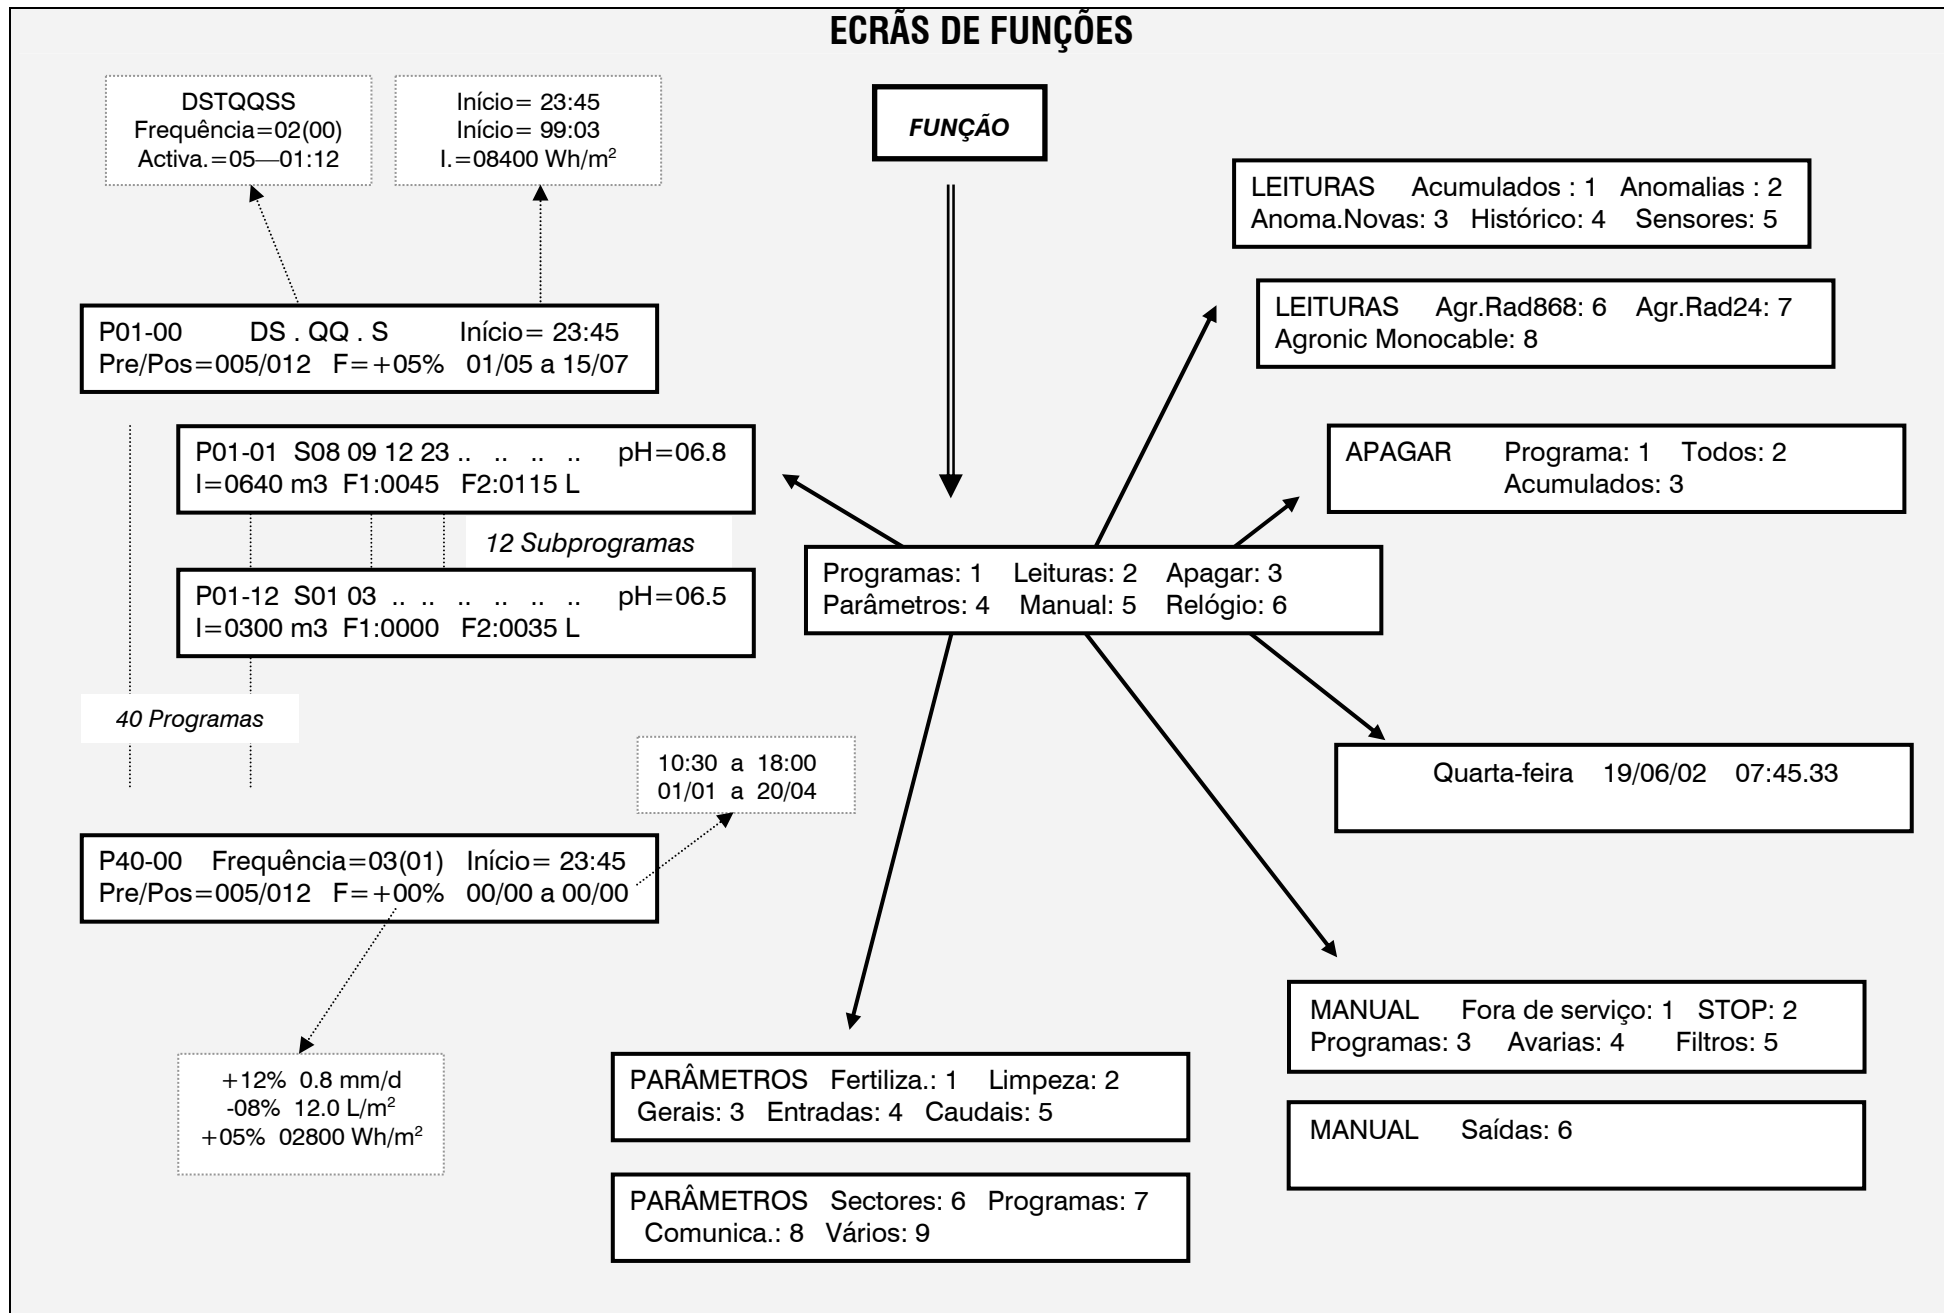 ECRÃS DE FUNÇÕES
DSTQQSS
Frequência=02(00)
Activa.=05—01:12
Início= 23:45
Início= 99:03
I.=08400 Wh/m²
FUNÇÃO
LEITURAS Acumulados : 1 Anomalias : 2
Anoma.Novas: 3 Histórico: 4 Sensores: 5
LEITURAS Agr.Rad868: 6 Agr.Rad24: 7
Agronic Monocable: 8
P01-00 DS . QQ . S Início= 23:45
Pre/Pos=005/012 F=+05% 01/05 a 15/07
P01-01 S08 09 12 23 .. .. .. .. pH=06.8
I=0640 m3 F1:0045 F2:0115 L
APAGAR Programa: 1 Todos: 2
Acumulados: 3
12 Subprogramas
Programas: 1 Leituras: 2 Apagar: 3
Parâmetros: 4 Manual: 5 Relógio: 6
P01-12 S01 03 .. .. .. .. .. .. pH=06.5
I=0300 m3 F1:0000 F2:0035 L
40 Programas
10:30 a 18:00
01/01 a 20/04
Quarta-feira 19/06/02 07:45.33
P40-00 Frequência=03(01) Início= 23:45
Pre/Pos=005/012 F=+00% 00/00 a 00/00
+12% 0.8 mm/d
-08% 12.0 L/m²
+05% 02800 Wh/m²
PARÂMETROS Fertiliza.: 1 Limpeza: 2
Gerais: 3 Entradas: 4 Caudais: 5
PARÂMETROS Sectores: 6 Programas: 7
Comunica.: 8 Vários: 9
MANUAL Fora de serviço: 1 STOP: 2
Programas: 3 Avarias: 4 Filtros: 5
MANUAL Saídas: 6